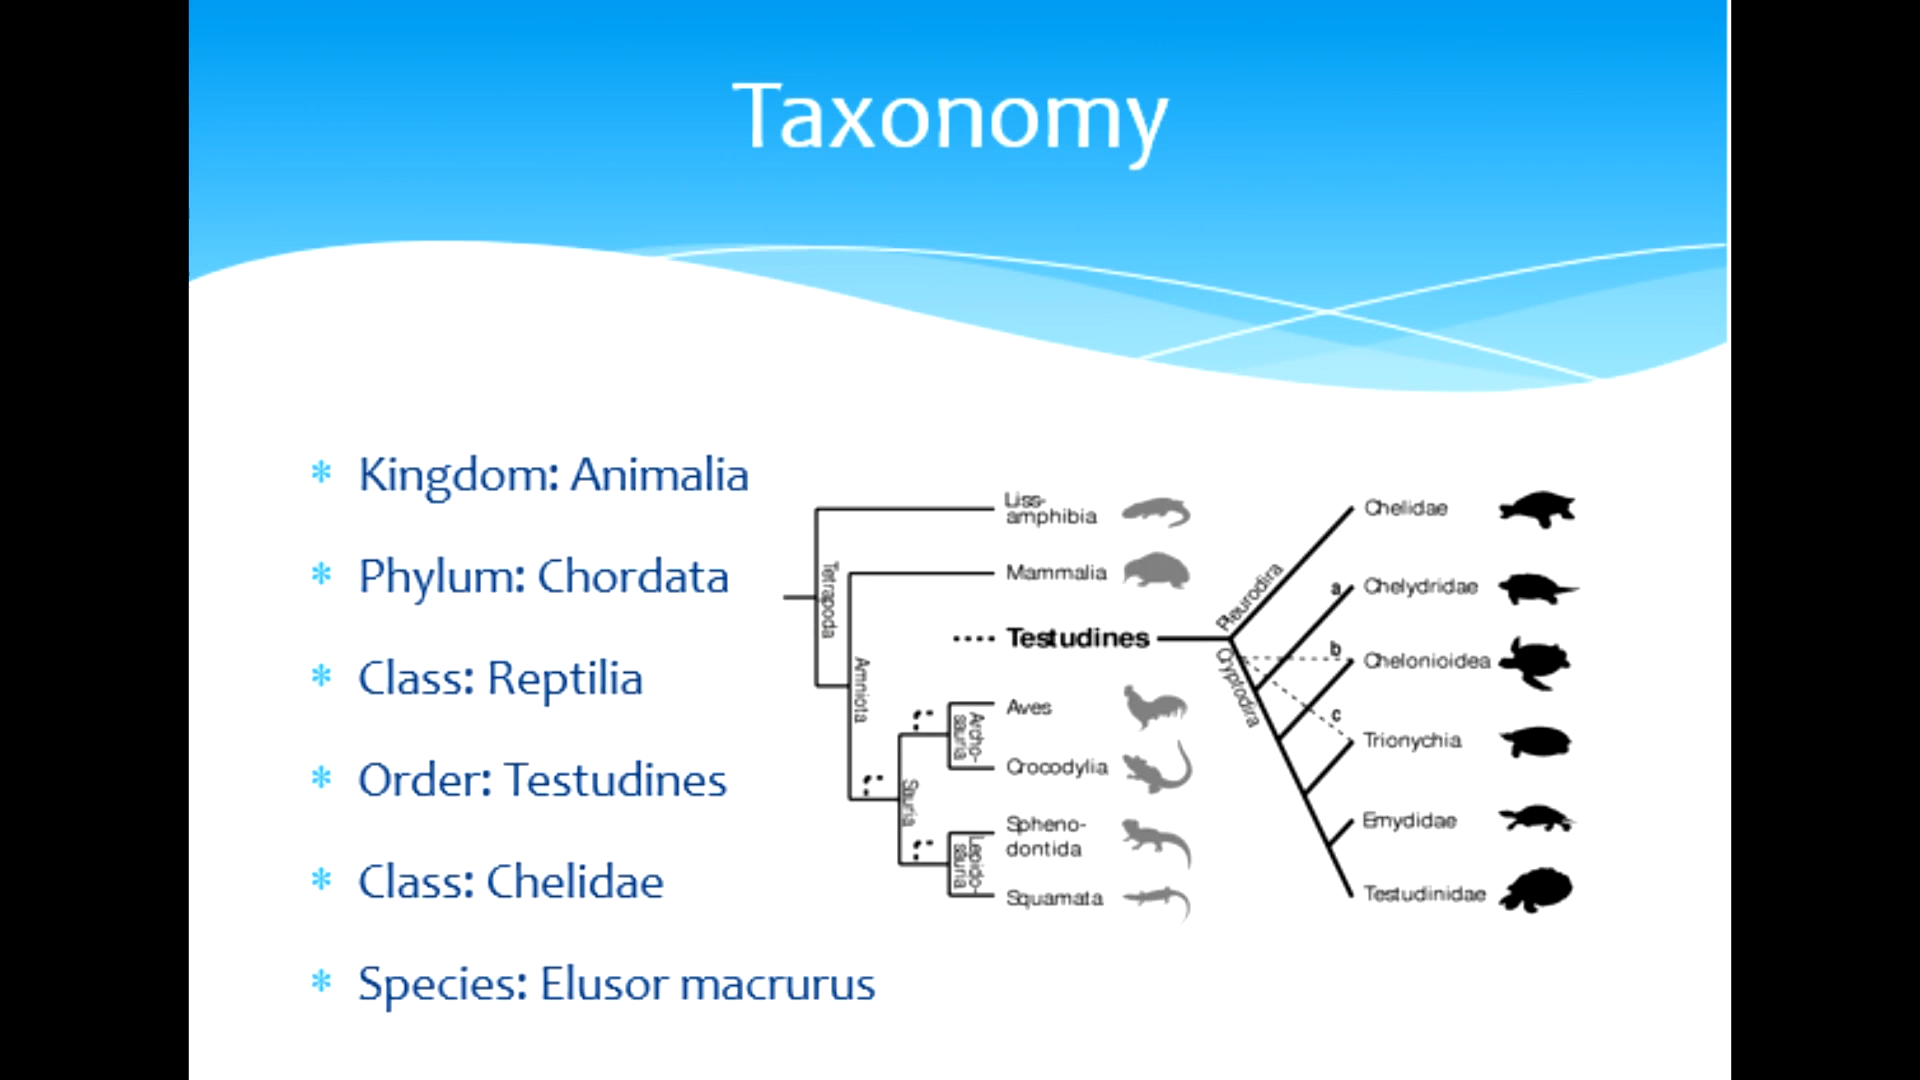 Taxonomy
* Kingdom: Animalia
* Phylum: Chordata
* Class: Reptilia
* Order: Testudines
* Class: Chelidae
* Species: Elusor macrurus
Liss-
amphibia
Mammalia
Testudines
Aves
Crocodylia
Spheno-
dontida
Squamata
Tetrapoda
Amniota
Sauria
Archo-
sauria
Lepido-
sauria
Pleurodira
Cryptodira
a
b
c
Chelidae
Chelydridae
Chelonioidea
Trionychia
Emydidae
Testudinidae